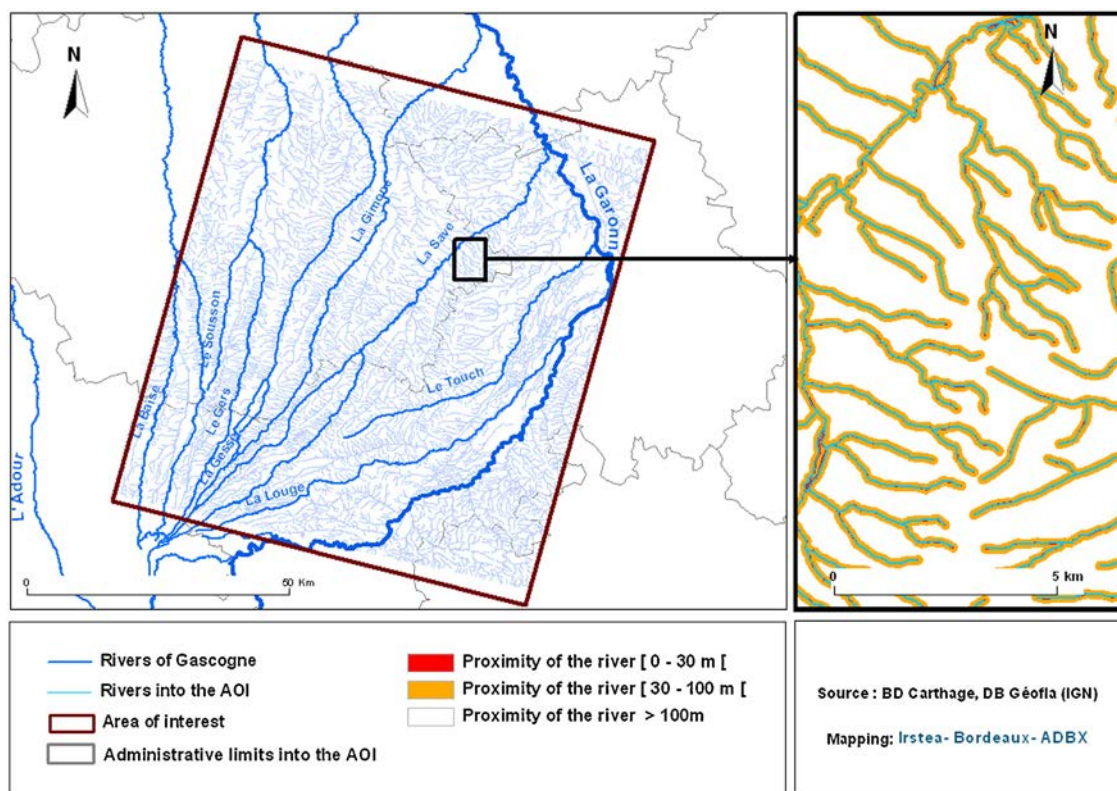 N
La Garonn
La Gimone
La Save
Le Sousson
Le Touch
La Baise
Le Gers
La Gesse
La Louge
L'Adour
0 50 Km
N
0 5 km
Rivers of Gascogne
Rivers into the AOI
Area of interest
Administrative limits into the AOI
Proximity of the river [ 0 - 30 m [
Proximity of the river [ 30 - 100 m [
Proximity of the river > 100m
Source : BD Carthage, DB Géofla (IGN)
Mapping: Irstea- Bordeaux- ADBX